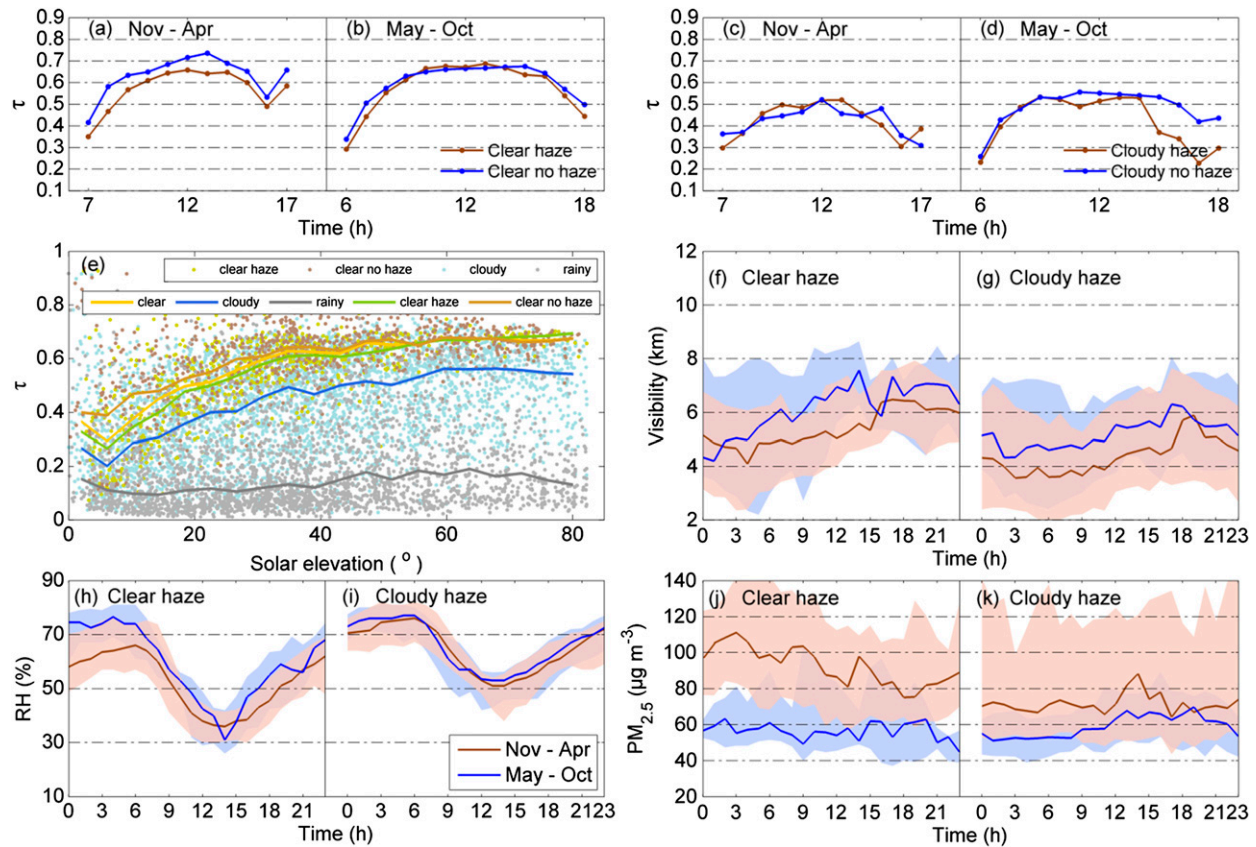 (a) Nov - Apr
(b) May - Oct
0.9
0.8
0.7
0.6
0.5
0.4
0.3
0.2
0.1
τ
Clear haze
Clear no haze
7 12 17 6 12 18
Time (h) Time (h)
(c) Nov - Apr
(d) May - Oct
0.9
0.8
0.7
0.6
0.5
0.4
0.3
0.2
0.1
τ
Cloudy haze
Cloudy no haze
7 12 17 6 12 18
Time (h) Time (h)
(e)
clear haze clear no haze cloudy rainy
clear cloudy rainy clear haze clear no haze
1
0.8
0.6
0.4
0.2
0
τ
0 20 40 60 80
Solar elevation ( o )
(f) Clear haze
(g) Cloudy haze
12
10
8
6
4
2
Visibility (km)
0 3 6 9 12 15 18 21 0 3 6 9 12 15 18 2123
Time (h) Time (h)
(h) Clear haze
(i) Cloudy haze
90
70
50
30
10
RH (%)
Nov - Apr
May - Oct
0 3 6 9 12 15 18 21 0 3 6 9 12 15 18 2123
Time (h) Time (h)
(j) Clear haze
(k) Cloudy haze
140
120
100
80
60
40
20
PM2.5 (μg m-3)
0 3 6 9 12 15 18 21 0 3 6 9 12 15 18 2123
Time (h) Time (h)